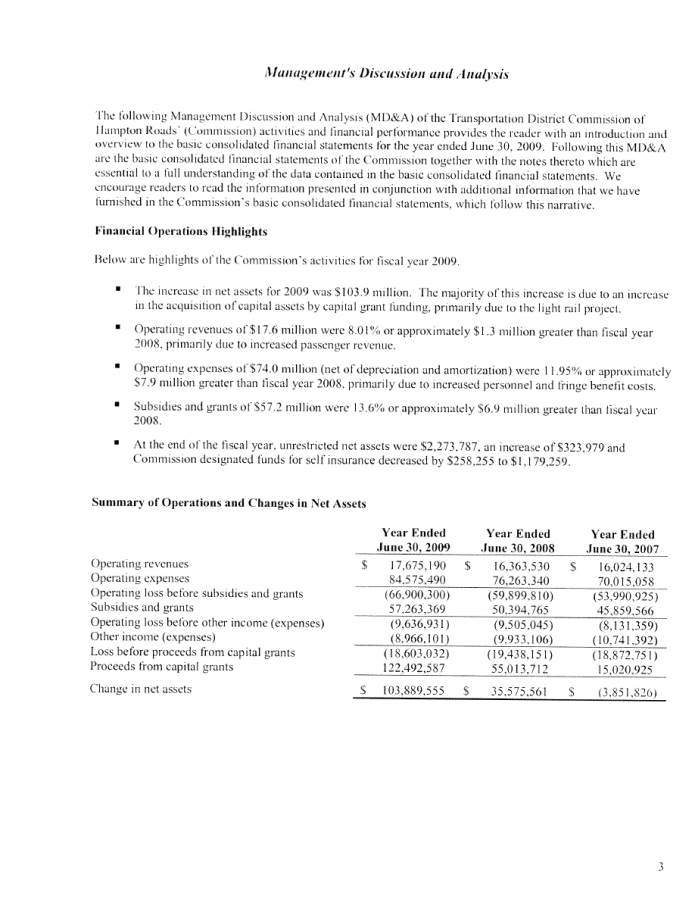 Management's Discussion and Analysis
The following Management Discussion and Analysis (MD&A) of the Transportation District Commission of
Hampton Roads' (Commission) activities and financial performance provides the reader with an introduction and
overview to the basic consolidated financial statements for the year ended June 30, 2009. Following this MD&A
are the basic consolidated financial statements of the Commission together with the notes thereto which are
essential to a full understanding of the data contained in the basic consolidated financial statements. We
encourage readers to read the information presented in conjunction with additional information that we have
furnished in the Commission's basic consolidated financial statements, which follow this narrative.
Financial Operations Highlights
Below are highlights of the Commission's activities for fiscal year 2009.
▪ The increase in net assets for 2009 was $103.9 million. The majority of this increase is due to an increase
in the acquisition of capital assets by capital grant funding, primarily due to the light rail project.
▪ Operating revenues of $17.6 million were 8.01% or approximately $1.3 million greater than fiscal year
2008, primarily due to increased passenger revenue.
▪ Operating expenses of $74.0 million (net of depreciation and amortization) were 11.95% or approximately
$7.9 million greater than fiscal year 2008, primarily due to increased personnel and fringe benefit costs.
▪ Subsidies and grants of $57.2 million were 13.6% or approximately $6.9 million greater than fiscal year
2008.
▪ At the end of the fiscal year, unrestricted net assets were $2,273,787, an increase of $323,979 and
Commission designated funds for self insurance decreased by $258,255 to $1,179,259.
Summary of Operations and Changes in Net Assets
Year Ended Year Ended Year Ended
June 30, 2009 June 30, 2008 June 30, 2007
Operating revenues $ 17,675,190 $ 16,363,530 $ 16,024,133
Operating expenses 84,575,490 76,263,340 70,015,058
Operating loss before subsidies and grants (66,900,300) (59,899,810) (53,990,925)
Subsidies and grants 57,263,369 50,394,765 45,859,566
Operating loss before other income (expenses) (9,636,931) (9,505,045) (8,131,359)
Other income (expenses) (8,966,101) (9,933,106) (10,741,392)
Loss before proceeds from capital grants (18,603,032) (19,438,151) (18,872,751)
Proceeds from capital grants 122,492,587 55,013,712 15,020,925
Change in net assets $ 103,889,555 $ 35,575,561 $ (3,851,826)
3